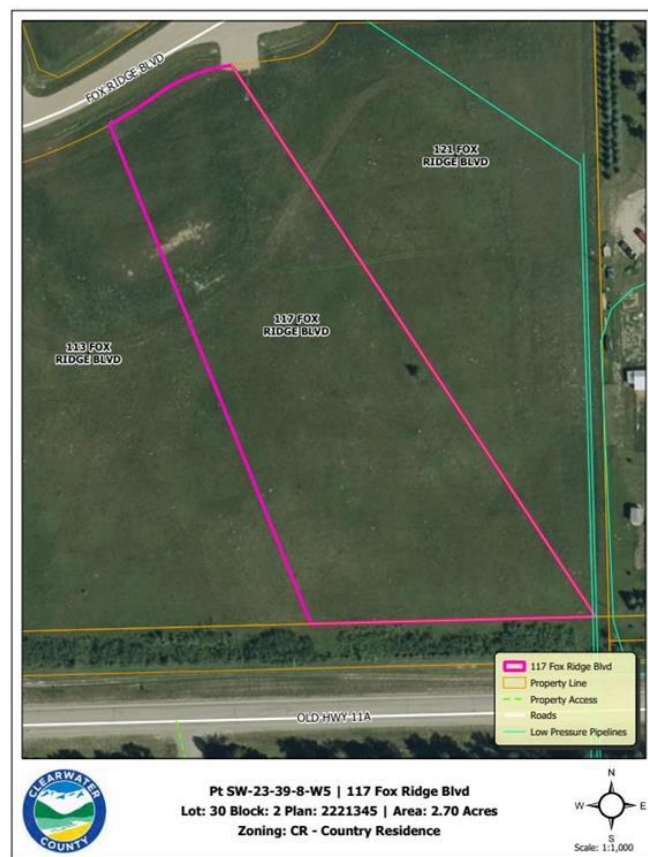 FOX RIDGE BLVD
121 FOX
RIDGE BLVD
117 FOX
RIDGE BLVD
113 FOX
RIDGE BLVD
117 Fox Ridge Blvd
Property Line
Property Access
Roads
Low Pressure Pipelines
OLD HWY 11A
CLEARWATER
COUNTY
Pt SW-23-39-8-W5 | 117 Fox Ridge Blvd
Lot: 30 Block: 2 Plan: 2221345 | Area: 2.70 Acres
Zoning: CR - Country Residence
N
W
E
S
Scale: 1:1,000